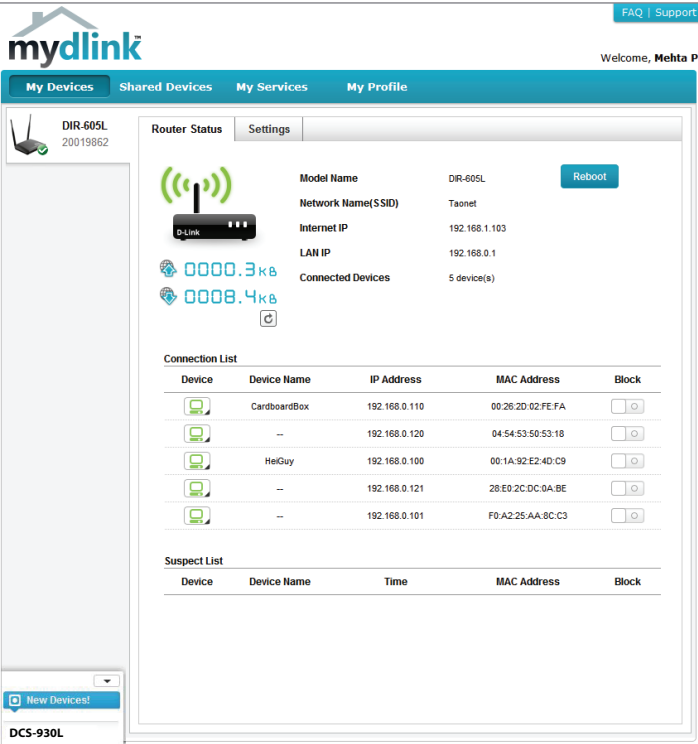 FAQ | Support
mydlink™
Welcome, Mehta P
My Devices Shared Devices My Services My Profile
DIR-605L
20019862
Router Status Settings
D-Link
Model Name DIR-605L Reboot
Network Name(SSID) Taonet
Internet IP 192.168.1.103
LAN IP 192.168.0.1
Connected Devices 5 device(s)
0000.3KB
0008.4KB
Connection List
Device Device Name IP Address MAC Address Block
CardboardBox 192.168.0.110 00:26:2D:02:FE:FA
-- 192.168.0.120 04:54:53:50:53:18
HeiGuy 192.168.0.100 00:1A:92:E2:4D:C9
-- 192.168.0.121 28:E0:2C:DC:0A:BE
-- 192.168.0.101 F0:A2:25:AA:8C:C3
Suspect List
Device Device Name Time MAC Address Block
New Devices!
DCS-930L